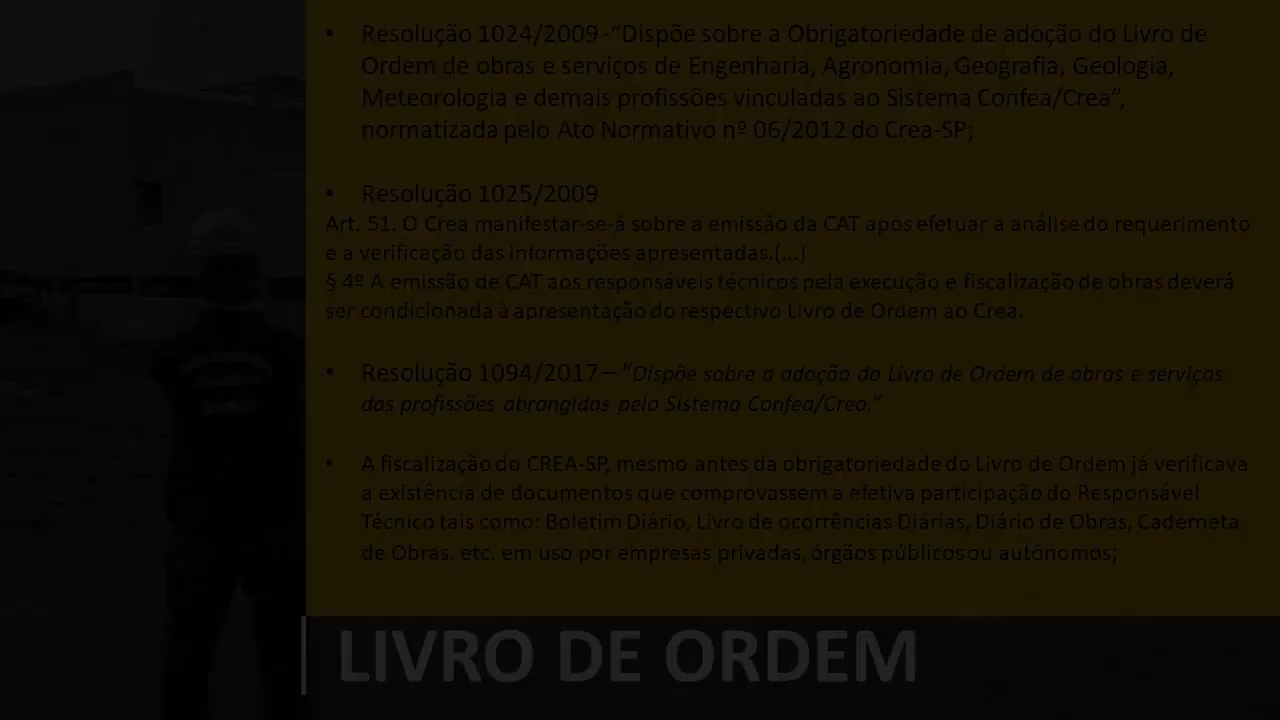 • Resolução 1024/2009 -“Dispõe sobre a Obrigatoriedade de adoção do Livro de
Ordem de obras e serviços de Engenharia, Agronomia, Geografia, Geologia,
Meteorologia e demais profissões vinculadas ao Sistema Confea/Crea”,
normatizada pelo Ato Normativo nº 06/2012 do Crea-SP;
• Resolução 1025/2009
Art. 51. O Crea manifestar-se-á sobre a emissão da CAT após efetuar a análise do requerimento
e a verificação das informações apresentadas.(...)
§ 4º A emissão de CAT aos responsáveis técnicos pela execução e fiscalização de obras deverá
ser condicionada à apresentação do respectivo Livro de Ordem ao Crea.
• Resolução 1094/2017 – “Dispõe sobre a adoção do Livro de Ordem de obras e serviços
das profissões abrangidas pelo Sistema Confea/Crea.”
• A fiscalização do CREA-SP, mesmo antes da obrigatoriedade do Livro de Ordem já verificava
a existência de documentos que comprovassem a efetiva participação do Responsável
Técnico tais como: Boletim Diário, Livro de ocorrências Diárias, Diário de Obras, Caderneta
de Obras, etc. em uso por empresas privadas, órgãos públicos ou autônomos;
LIVRO DE ORDEM